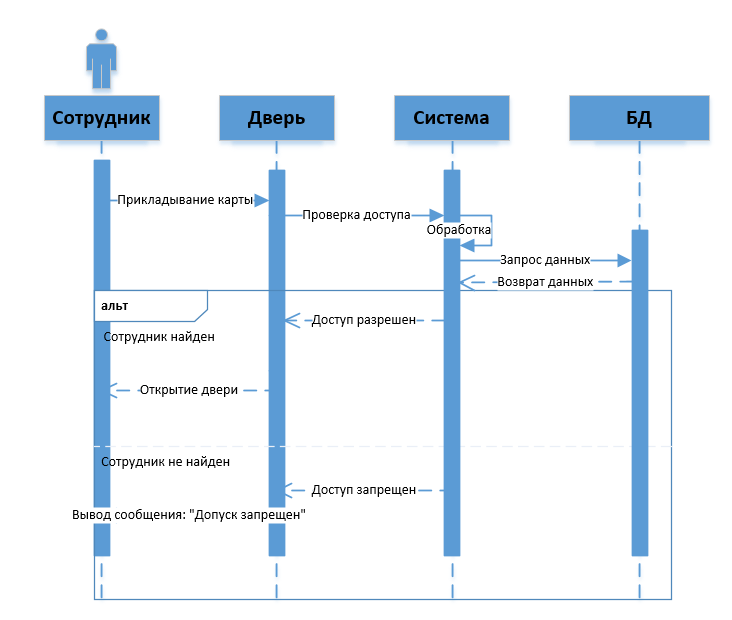 Сотрудник
Дверь
Система
БД
Прикладывание карты
Проверка доступа
Обработка
Запрос данных
Возврат данных
альт
Доступ разрешен
Сотрудник найден
Открытие двери
Сотрудник не найден
Доступ запрещен
Вывод сообщения: "Допуск запрещен"